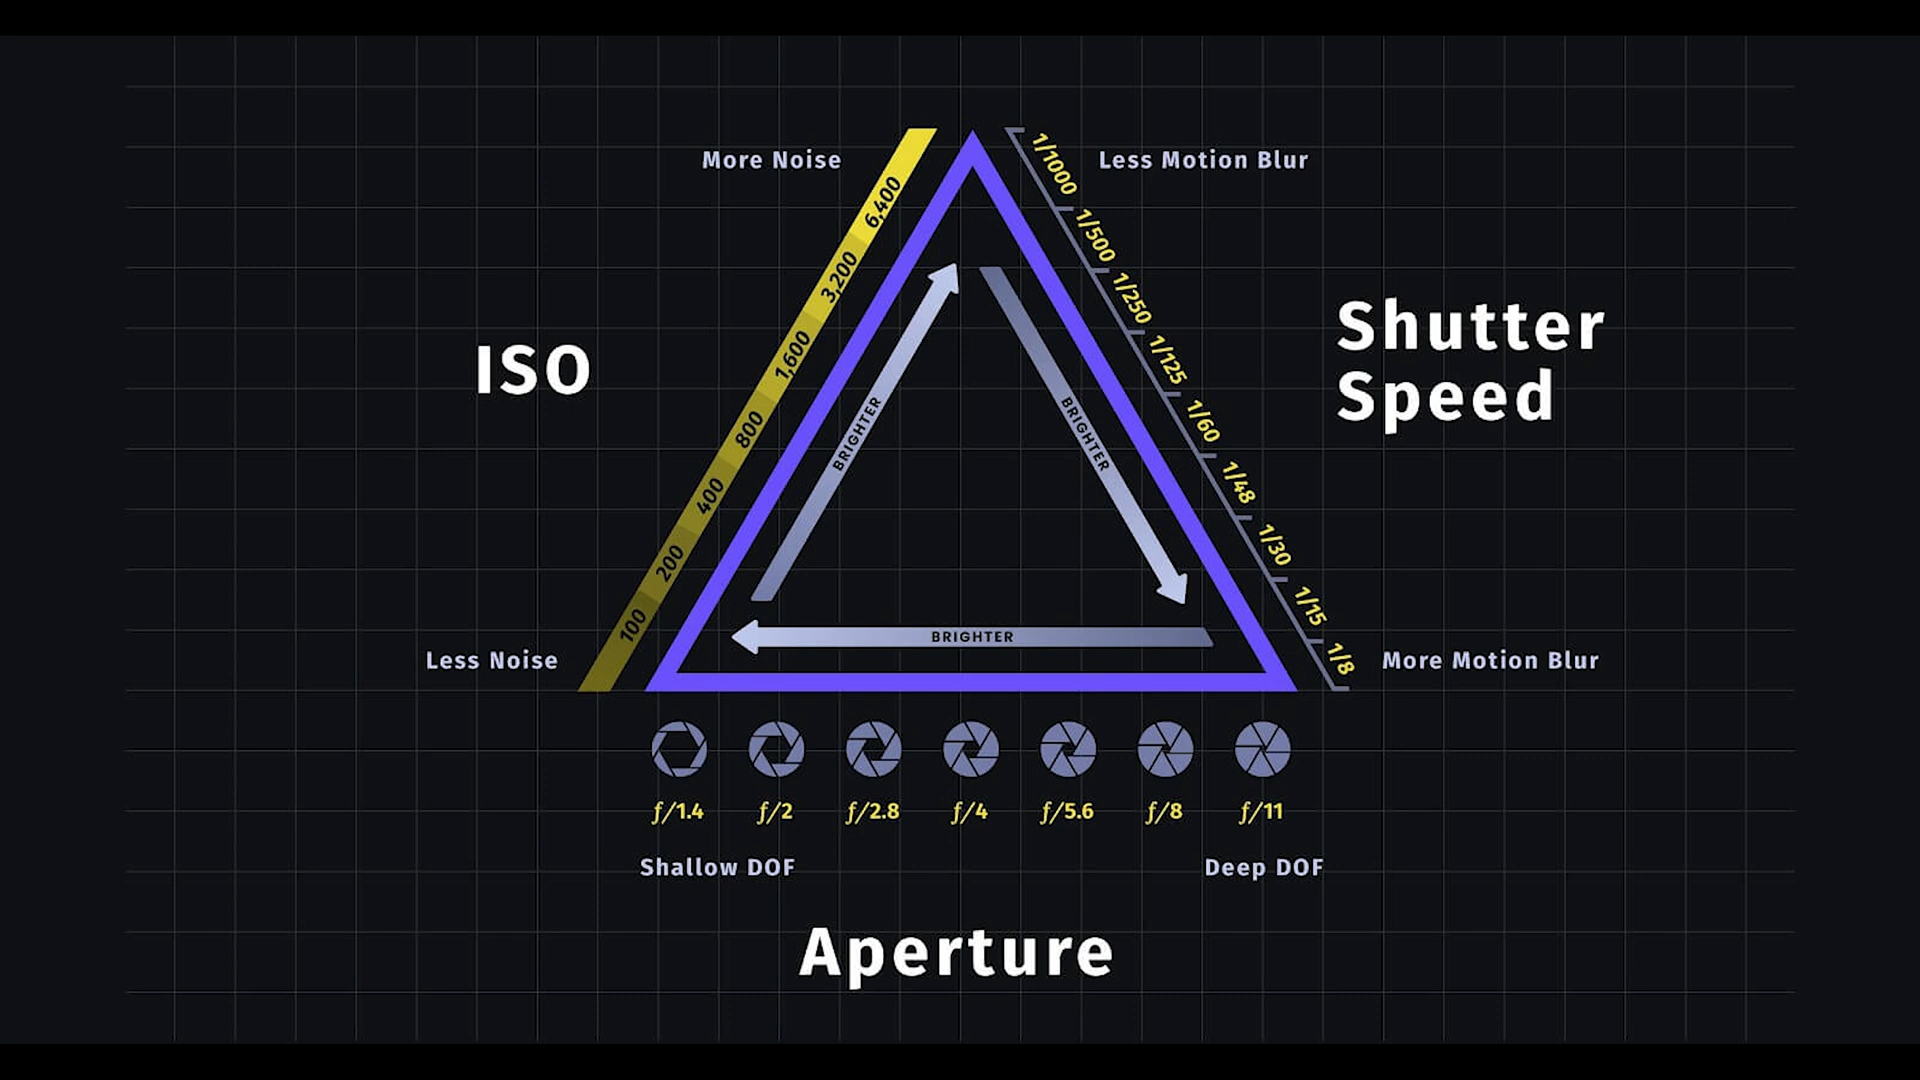 More Noise
Less Motion Blur
6,400
3,200
1,600
800
400
200
100
ISO
Less Noise
BRIGHTER
BRIGHTER
BRIGHTER
1/1000
1/500
1/250
1/125
1/60
1/48
1/30
1/15
1/8
Shutter
Speed
More Motion Blur
ƒ/1.4 ƒ/2 ƒ/2.8 ƒ/4 ƒ/5.6 ƒ/8 ƒ/11
Shallow DOF
Deep DOF
Aperture